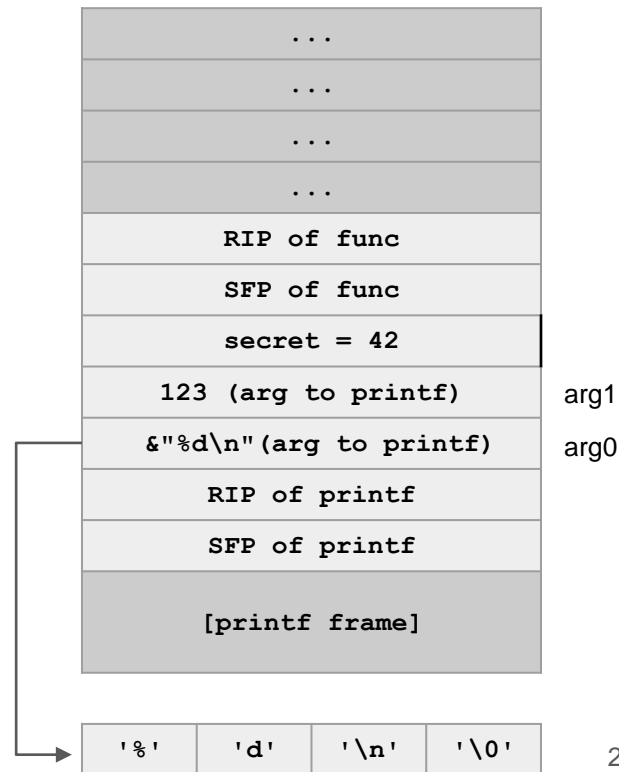 ...
...
...
...
RIP of func
SFP of func
secret = 42
123 (arg to printf) arg1
&"%d\n"(arg to printf) arg0
RIP of printf
SFP of printf
[printf frame]
'%' 'd' '\n' '\0' 2